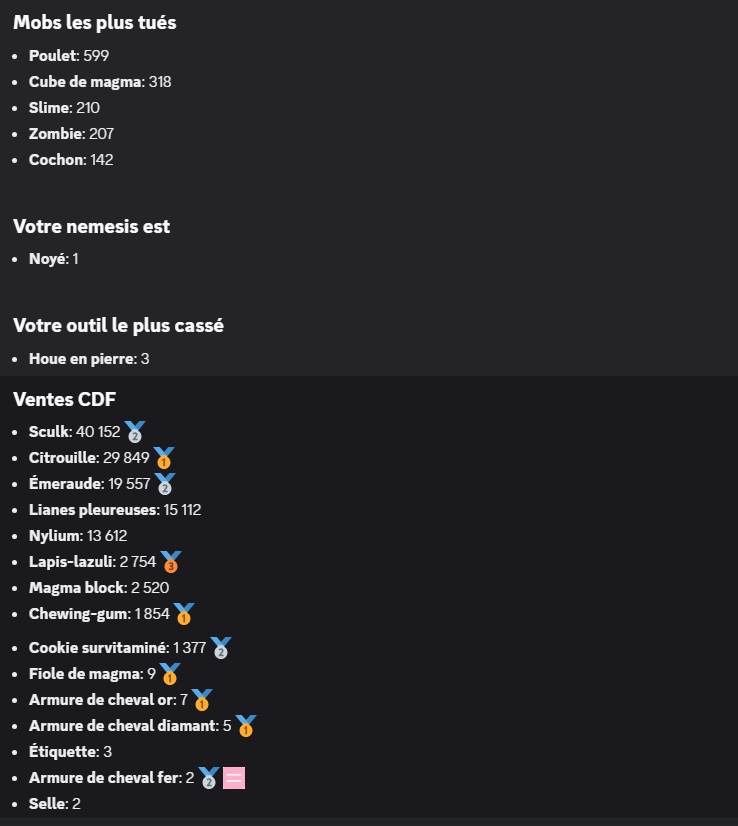 Mobs les plus tués
• Poulet: 599
• Cube de magma: 318
• Slime: 210
• Zombie: 207
• Cochon: 142
Votre nemesis est
• Noyé: 1
Votre outil le plus cassé
• Houe en pierre: 3
Ventes CDF
• Sculk: 40 152 🥈
• Citrouille: 29 849 🥇
• Émeraude: 19 557 🥈
• Lianes pleureuses: 15 112
• Nylium: 13 612
• Lapis-lazuli: 2 754 🥉
• Magma block: 2 520
• Chewing-gum: 1 854 🥇
• Cookie survitaminé: 1 377 🥈
• Fiole de magma: 9 🥇
• Armure de cheval or: 7 🥇
• Armure de cheval diamant: 5 🥇
• Étiquette: 3
• Armure de cheval fer: 2 🥈 =
• Selle: 2